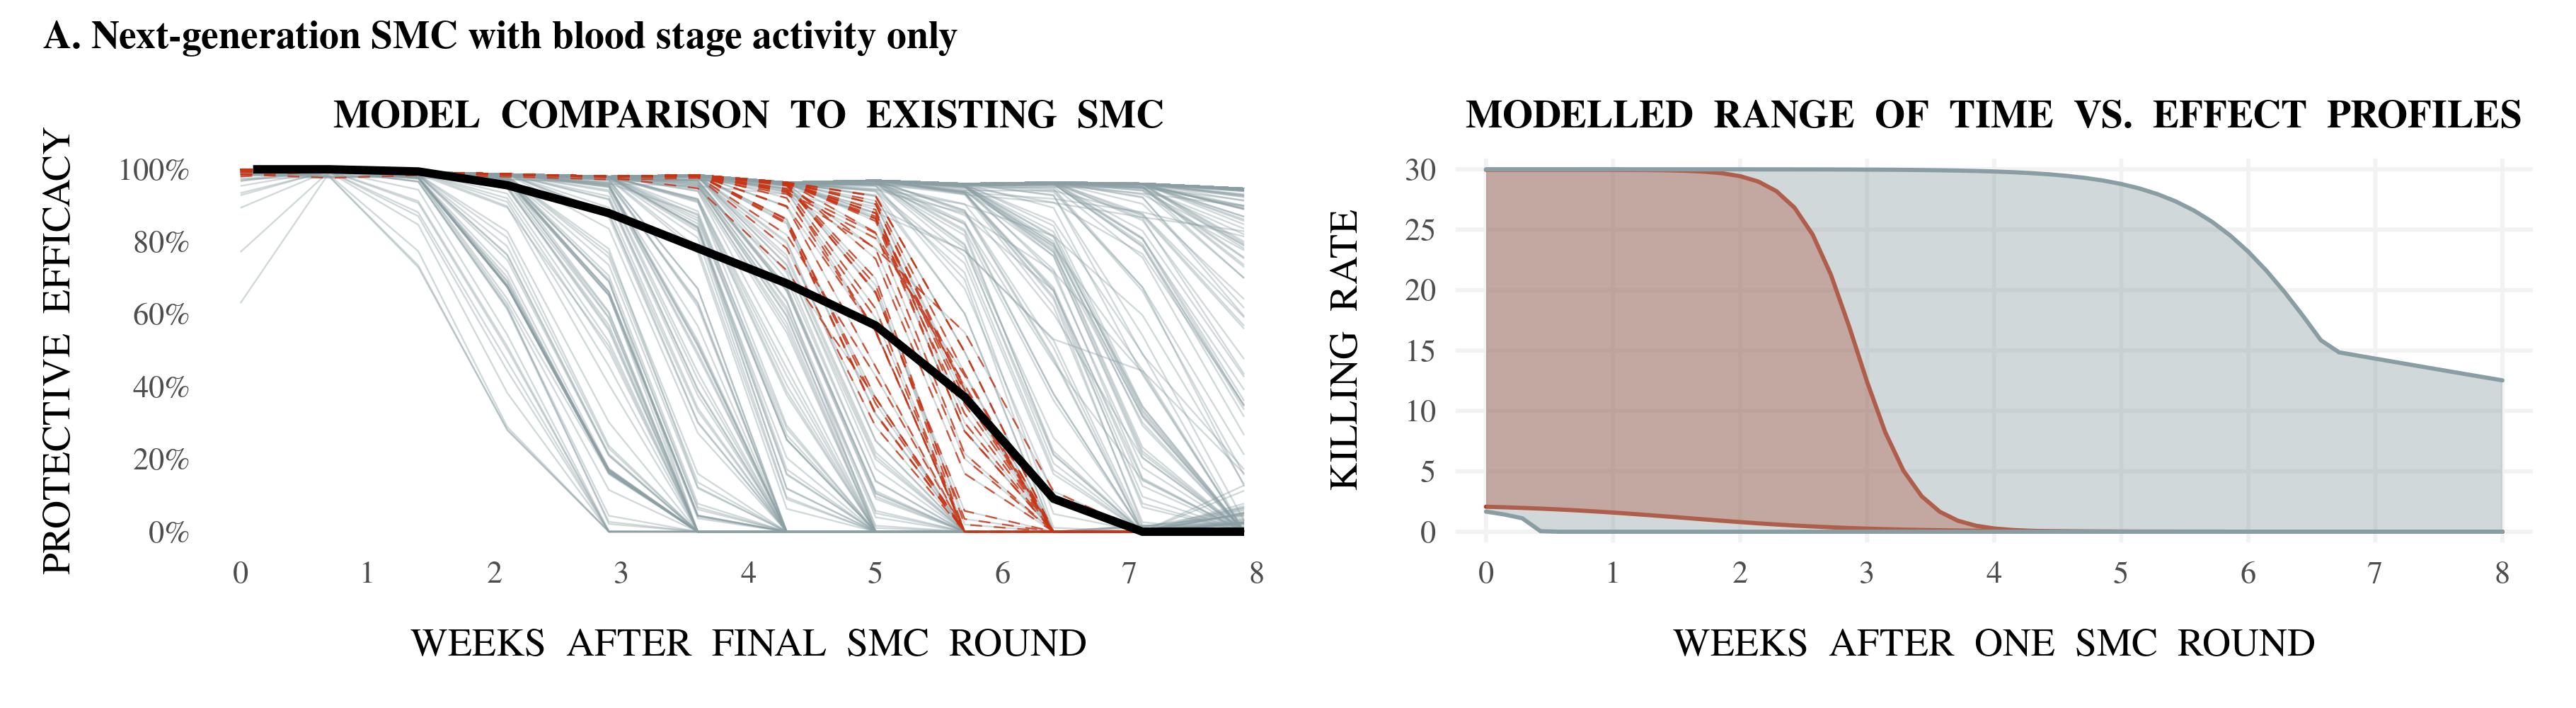 A. Next-generation SMC with blood stage activity only
MODEL COMPARISON TO EXISTING SMC
PROTECTIVE EFFICACY
100%
80%
60%
40%
20%
0%
0 1 2 3 4 5 6 7 8
WEEKS AFTER FINAL SMC ROUND
MODELLED RANGE OF TIME VS. EFFECT PROFILES
KILLING RATE
30
25
20
15
10
5
0
0 1 2 3 4 5 6 7 8
WEEKS AFTER ONE SMC ROUND